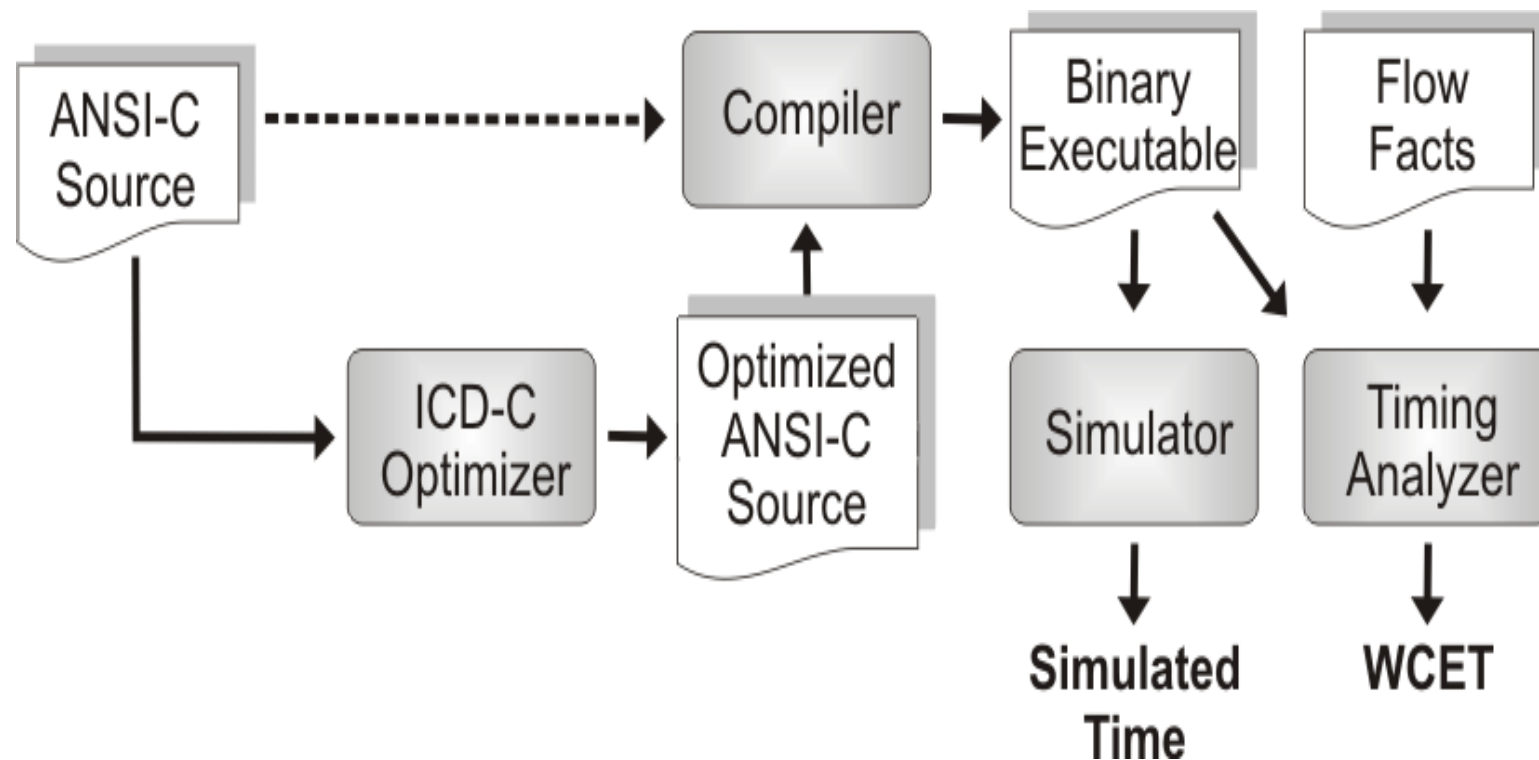 ANSI-C
Source
Compiler
Binary
Executable
Flow
Facts
ICD-C
Optimizer
Optimized
ANSI-C
Source
Simulator
Timing
Analyzer
Simulated
Time
WCET